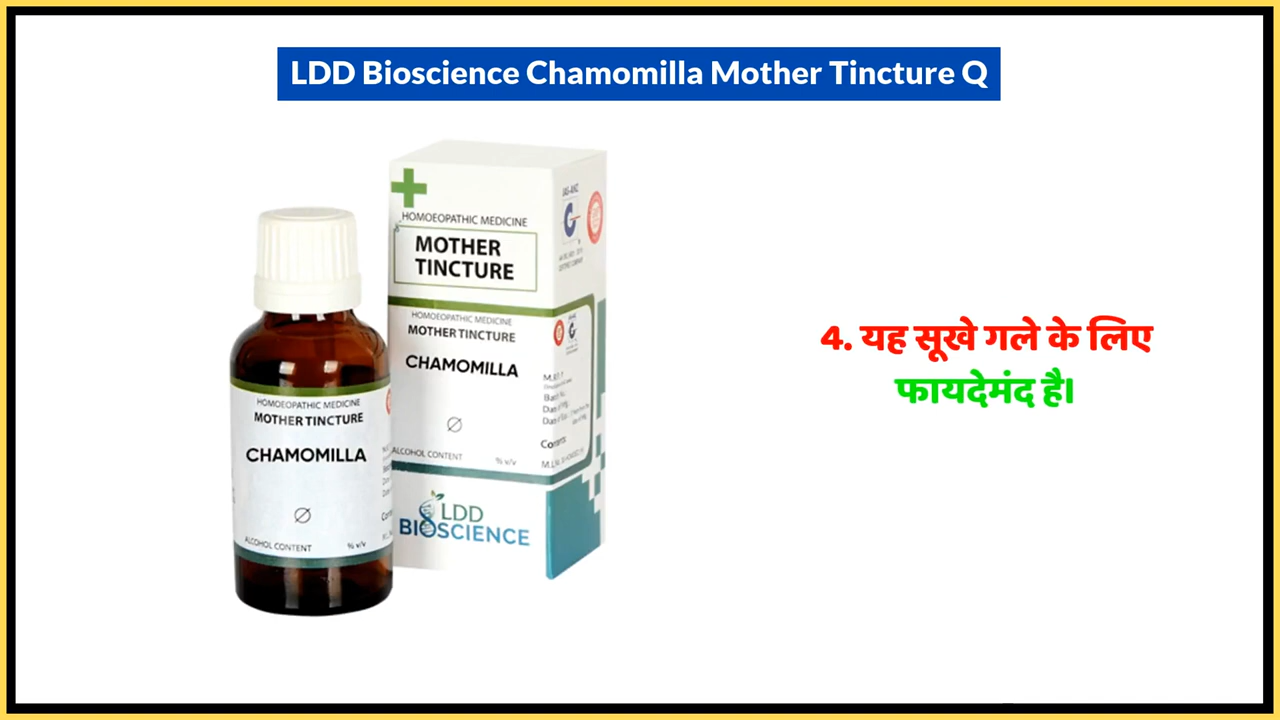 LDD Bioscience Chamomilla Mother Tincture Q
HOMOEOPATHIC MEDICINE
MOTHER
TINCTURE
HOMOEOPATHIC MEDICINE
MOTHER TINCTURE
CHAMOMILLA
ALCOHOL CONTENT % v/v
LDD
BIOSCIENCE
HOMOEOPATHIC MEDICINE
MOTHER TINCTURE
CHAMOMILLA
ALCOHOL CONTENT % v/v
4. यह सूखे गले के लिए
फायदेमंद है।